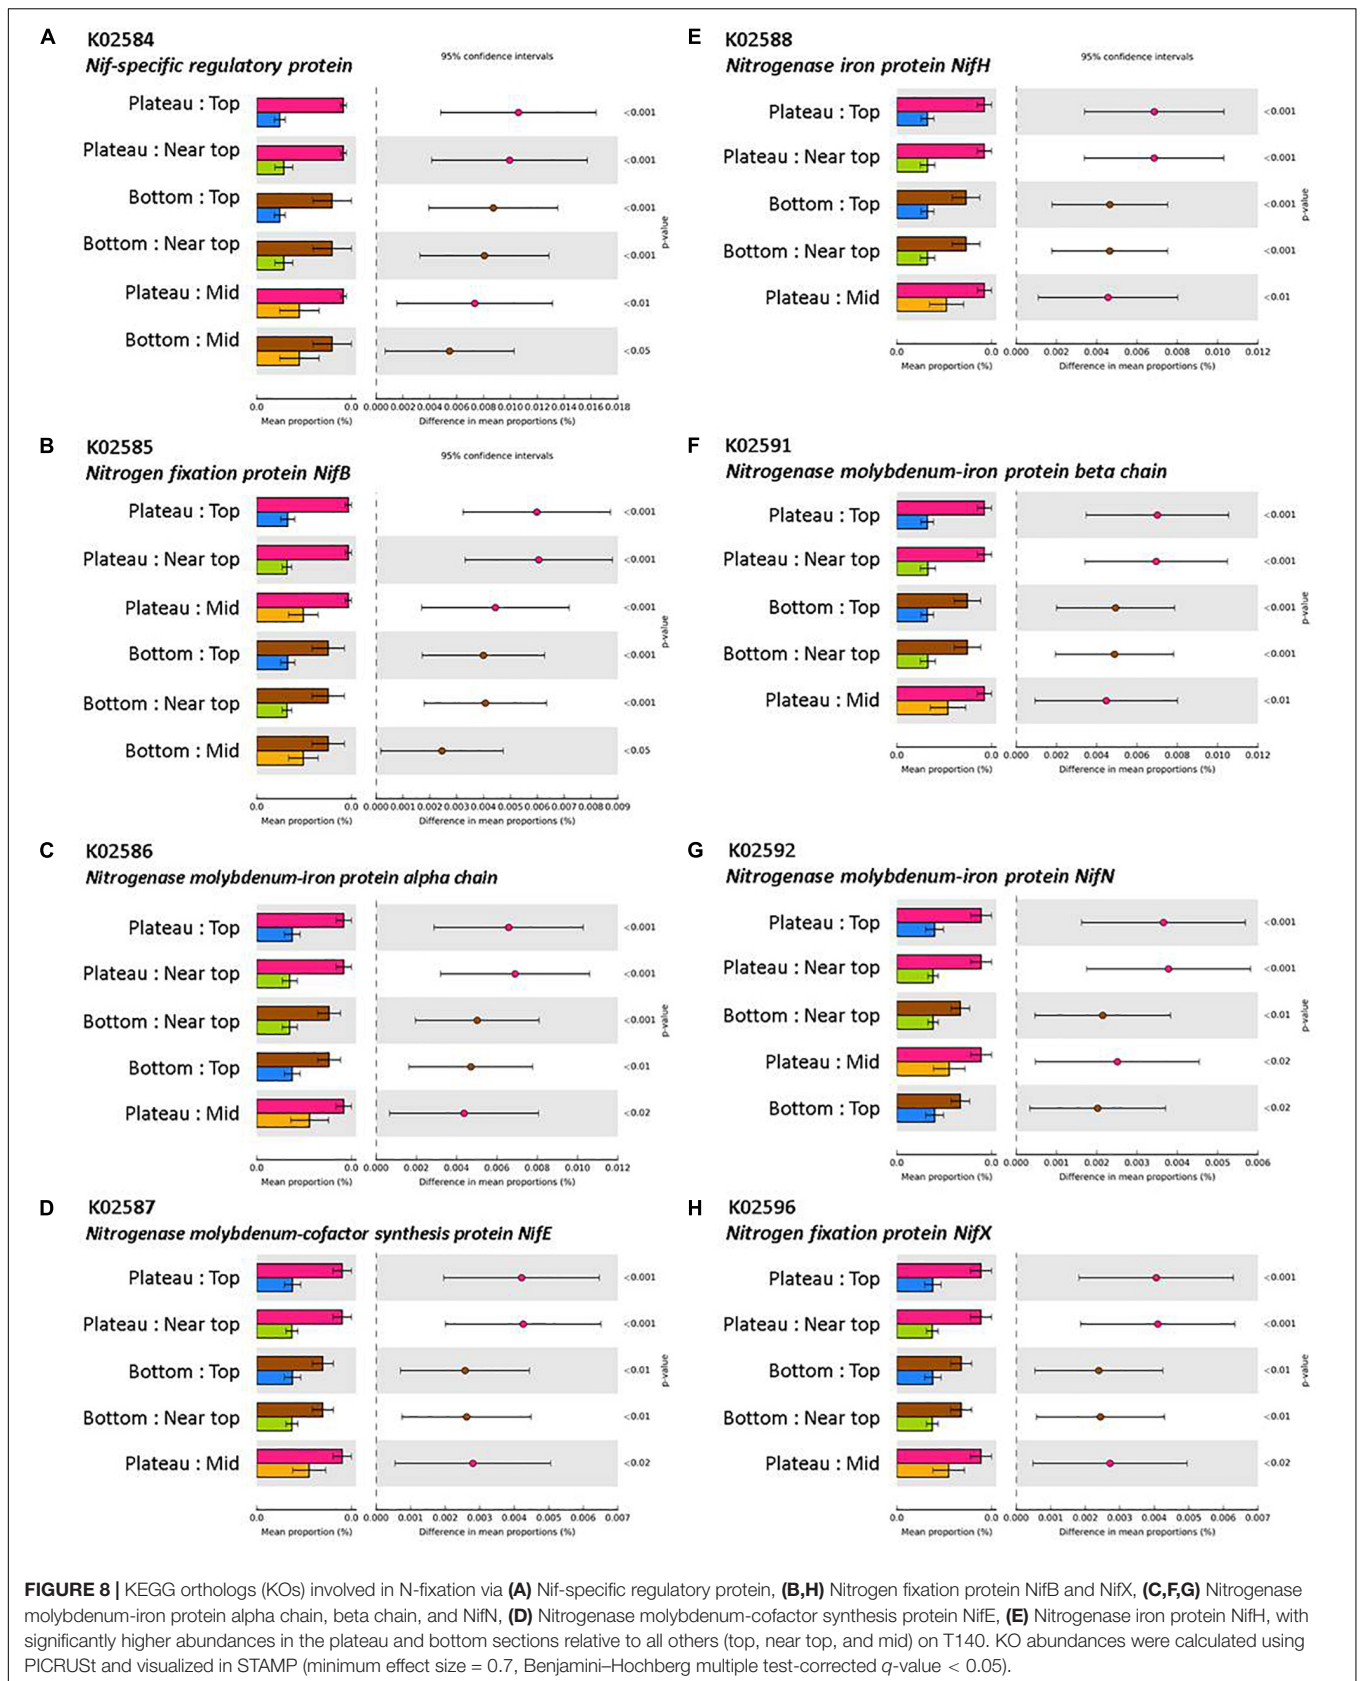 A K02584
Nif-specific regulatory protein
95% confidence intervals
Plateau : Top
<0.001
Plateau : Near top
<0.001
Bottom : Top
<0.001
Bottom : Near top
<0.001
Plateau : Mid
<0.01
Bottom : Mid
<0.05
p-value
0.0 0.0 0.000 0.002 0.004 0.006 0.008 0.010 0.012 0.014 0.016 0.018
Mean proportion (%) Difference in mean proportions (%)
B K02585
Nitrogen fixation protein NifB
95% confidence intervals
Plateau : Top
<0.001
Plateau : Near top
<0.001
Plateau : Mid
<0.001
Bottom : Top
<0.001
Bottom : Near top
<0.001
Bottom : Mid
<0.05
p-value
0.0 0.0 0.000 0.001 0.002 0.003 0.004 0.005 0.006 0.007 0.008 0.009
Mean proportion (%) Difference in mean proportions (%)
C K02586
Nitrogenase molybdenum-iron protein alpha chain
Plateau : Top
<0.001
Plateau : Near top
<0.001
Bottom : Near top
<0.001
Bottom : Top
<0.01
Plateau : Mid
<0.02
p-value
0.0 0.0 0.000 0.002 0.004 0.006 0.008 0.010 0.012
Mean proportion (%) Difference in mean proportions (%)
D K02587
Nitrogenase molybdenum-cofactor synthesis protein NifE
Plateau : Top
<0.001
Plateau : Near top
<0.001
Bottom : Top
<0.01
Bottom : Near top
<0.01
Plateau : Mid
<0.02
p-value
0.0 0.0 0.000 0.001 0.002 0.003 0.004 0.005 0.006 0.007
Mean proportion (%) Difference in mean proportions (%)
E K02588
Nitrogenase iron protein NifH
95% confidence intervals
Plateau : Top
<0.001
Plateau : Near top
<0.001
Bottom : Top
<0.001
Bottom : Near top
<0.001
Plateau : Mid
<0.01
p-value
0.0 0.0 0.000 0.002 0.004 0.006 0.008 0.010 0.012
Mean proportion (%) Difference in mean proportions (%)
F K02591
Nitrogenase molybdenum-iron protein beta chain
Plateau : Top
<0.001
Plateau : Near top
<0.001
Bottom : Top
<0.001
Bottom : Near top
<0.001
Plateau : Mid
<0.01
p-value
0.0 0.0 0.000 0.002 0.004 0.006 0.008 0.010 0.012
Mean proportion (%) Difference in mean proportions (%)
G K02592
Nitrogenase molybdenum-iron protein NifN
Plateau : Top
<0.001
Plateau : Near top
<0.001
Bottom : Near top
<0.01
Plateau : Mid
<0.02
Bottom : Top
<0.02
p-value
0.0 0.0 0.000 0.001 0.002 0.003 0.004 0.005 0.006
Mean proportion (%) Difference in mean proportions (%)
H K02596
Nitrogen fixation protein NifX
Plateau : Top
<0.001
Plateau : Near top
<0.001
Bottom : Top
<0.01
Bottom : Near top
<0.01
Plateau : Mid
<0.02
p-value
0.0 0.0 0.000 0.001 0.002 0.003 0.004 0.005 0.006 0.007
Mean proportion (%) Difference in mean proportions (%)
FIGURE 8 | KEGG orthologs (KOs) involved in N-fixation via (A) Nif-specific regulatory protein, (B,H) Nitrogen fixation protein NifB and NifX, (C,F,G) Nitrogenase
molybdenum-iron protein alpha chain, beta chain, and NifN, (D) Nitrogenase molybdenum-cofactor synthesis protein NifE, (E) Nitrogenase iron protein NifH, with
significantly higher abundances in the plateau and bottom sections relative to all others (top, near top, and mid) on T140. KO abundances were calculated using
PICRUSt and visualized in STAMP (minimum effect size = 0.7, Benjamini–Hochberg multiple test-corrected q-value < 0.05).